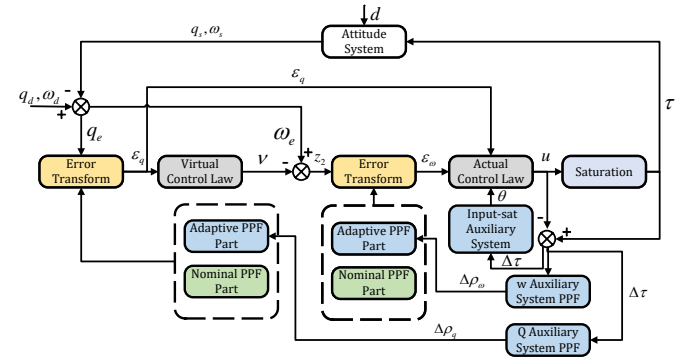 d
q_s, ω_s
Attitude
System
ε_q
τ
q_d, ω_d
-
+
q_e
ω_e
Error
Transform
ε_q
Virtual
Control Law
ν
-
+
z_2
Error
Transform
ε_ω
Actual
Control Law
u
Saturation
θ
Adaptive PPF
Part
Nominal PPF
Part
Adaptive PPF
Part
Nominal PPF
Part
Input-sat
Auxiliary
System
-
+
Δτ
Δρ_ω
w Auxiliary
System PPF
Δτ
Δρ_q
Q Auxiliary
System PPF